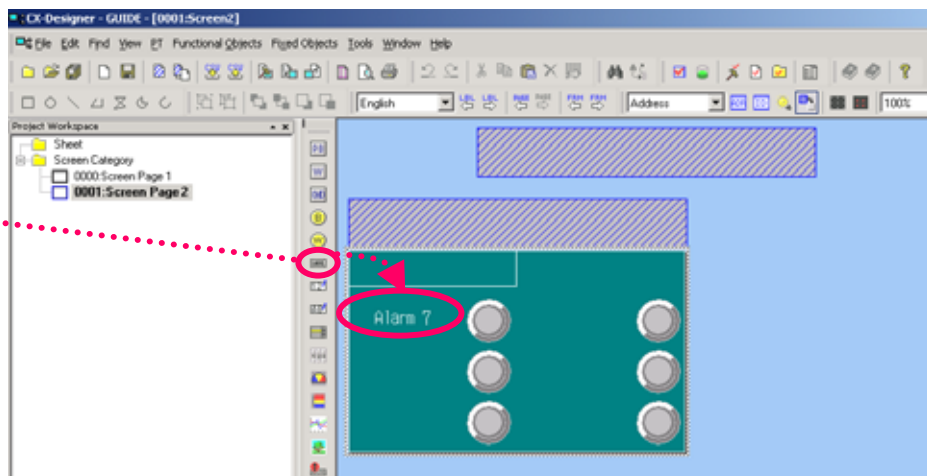 CX-Designer - GUIDE - [0001:Screen2]
File Edit Find View PT Functional Objects Fixed Objects Tools Window Help
English Address 100%
Project Workspace
Sheet
Screen Category
0000:Screen Page 1
0001:Screen Page 2
Alarm 7